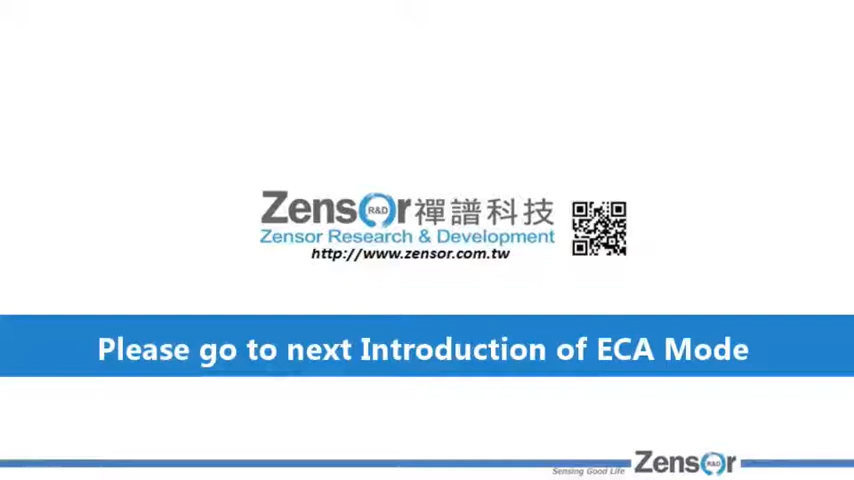 Zensor R&D 禪譜科技
Zensor Research & Development
http://www.zensor.com.tw
Please go to next Introduction of ECA Mode
Sensing Good Life Zensor R&D